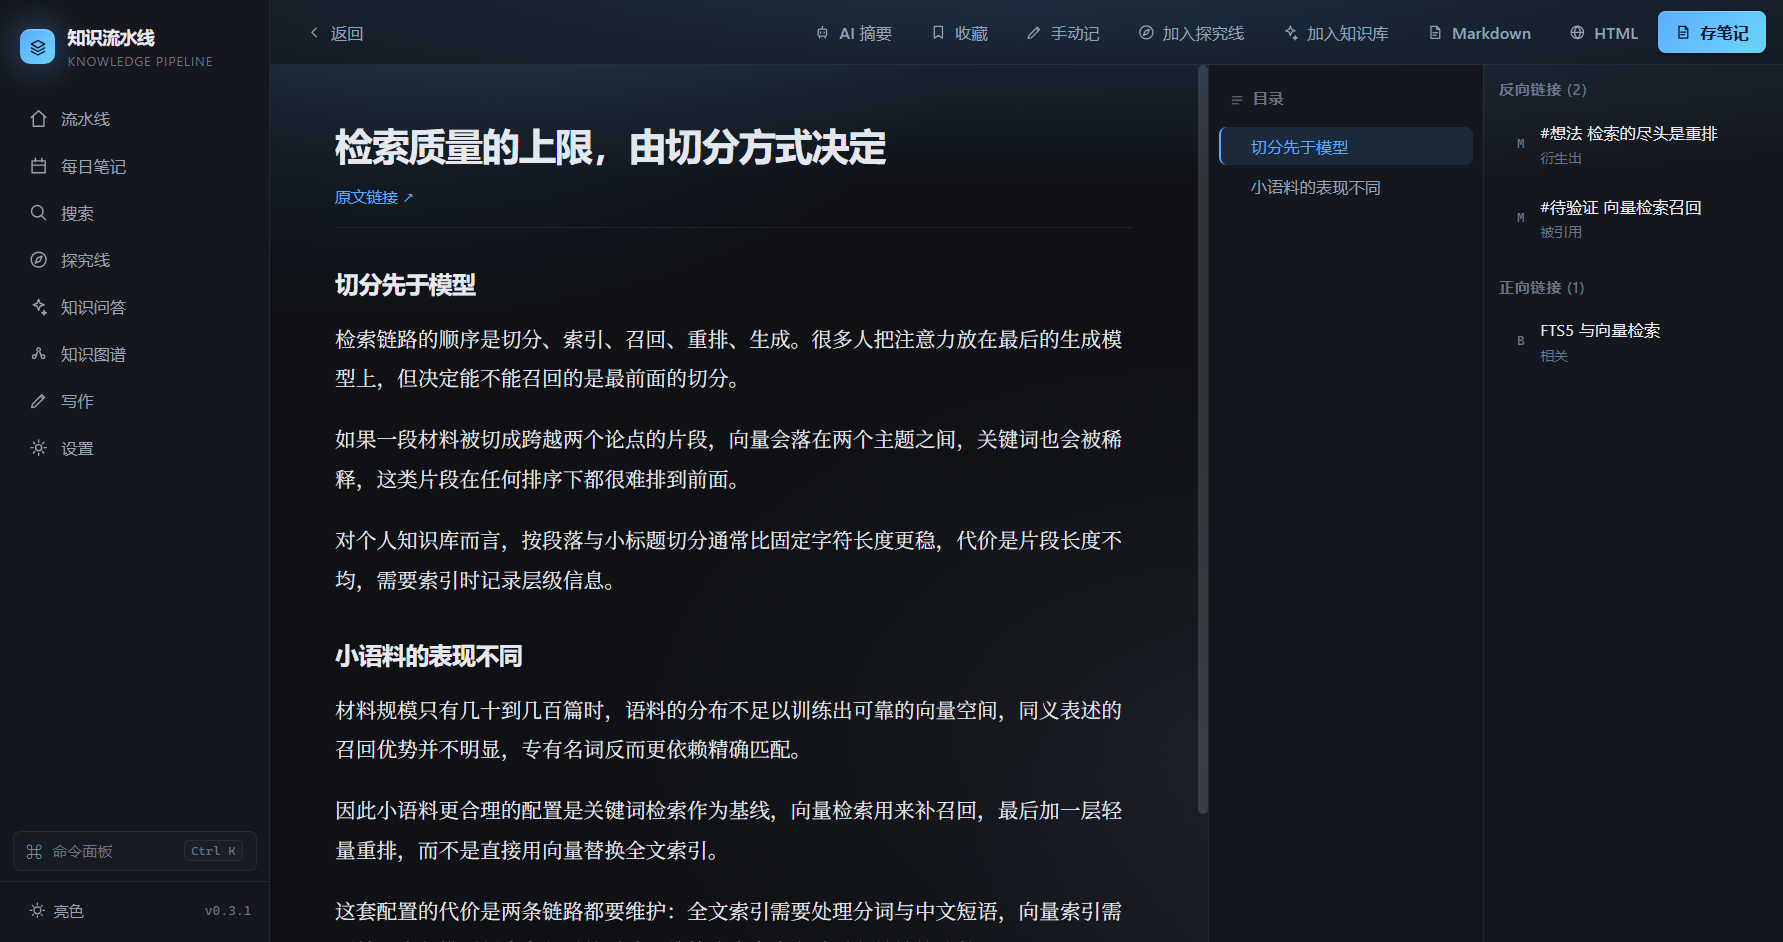 知识流水线
KNOWLEDGE PIPELINE
流水线
每日笔记
搜索
探究线
知识问答
知识图谱
写作
设置
命令面板 Ctrl K
亮色 v0.3.1
返回 AI 摘要 收藏 手动记 加入探究线 加入知识库 Markdown HTML 存笔记
检索质量的上限，由切分方式决定
原文链接 ↗
切分先于模型
检索链路的顺序是切分、索引、召回、重排、生成。很多人把注意力放在最后的生成模
型上，但决定能不能召回的是最前面的切分。
如果一段材料被切成跨越两个论点的片段，向量会落在两个主题之间，关键词也会被稀
释，这类片段在任何排序下都很难排到前面。
对个人知识库而言，按段落与小标题切分通常比固定字符长度更稳，代价是片段长度不
均，需要索引时记录层级信息。
小语料的表现不同
材料规模只有几十到几百篇时，语料的分布不足以训练出可靠的向量空间，同义表述的
召回优势并不明显，专有名词反而更依赖精确匹配。
因此小语料更合理的配置是关键词检索作为基线，向量检索用来补召回，最后加一层轻
量重排，而不是直接用向量替换全文索引。
这套配置的代价是两条链路都要维护：全文索引需要处理分词与中文短语，向量索引需
目录
切分先于模型
小语料的表现不同
反向链接 (2)
M #想法 检索的尽头是重排
衍生出
M #待验证 向量检索召回
被引用
正向链接 (1)
B FTS5 与向量检索
相关